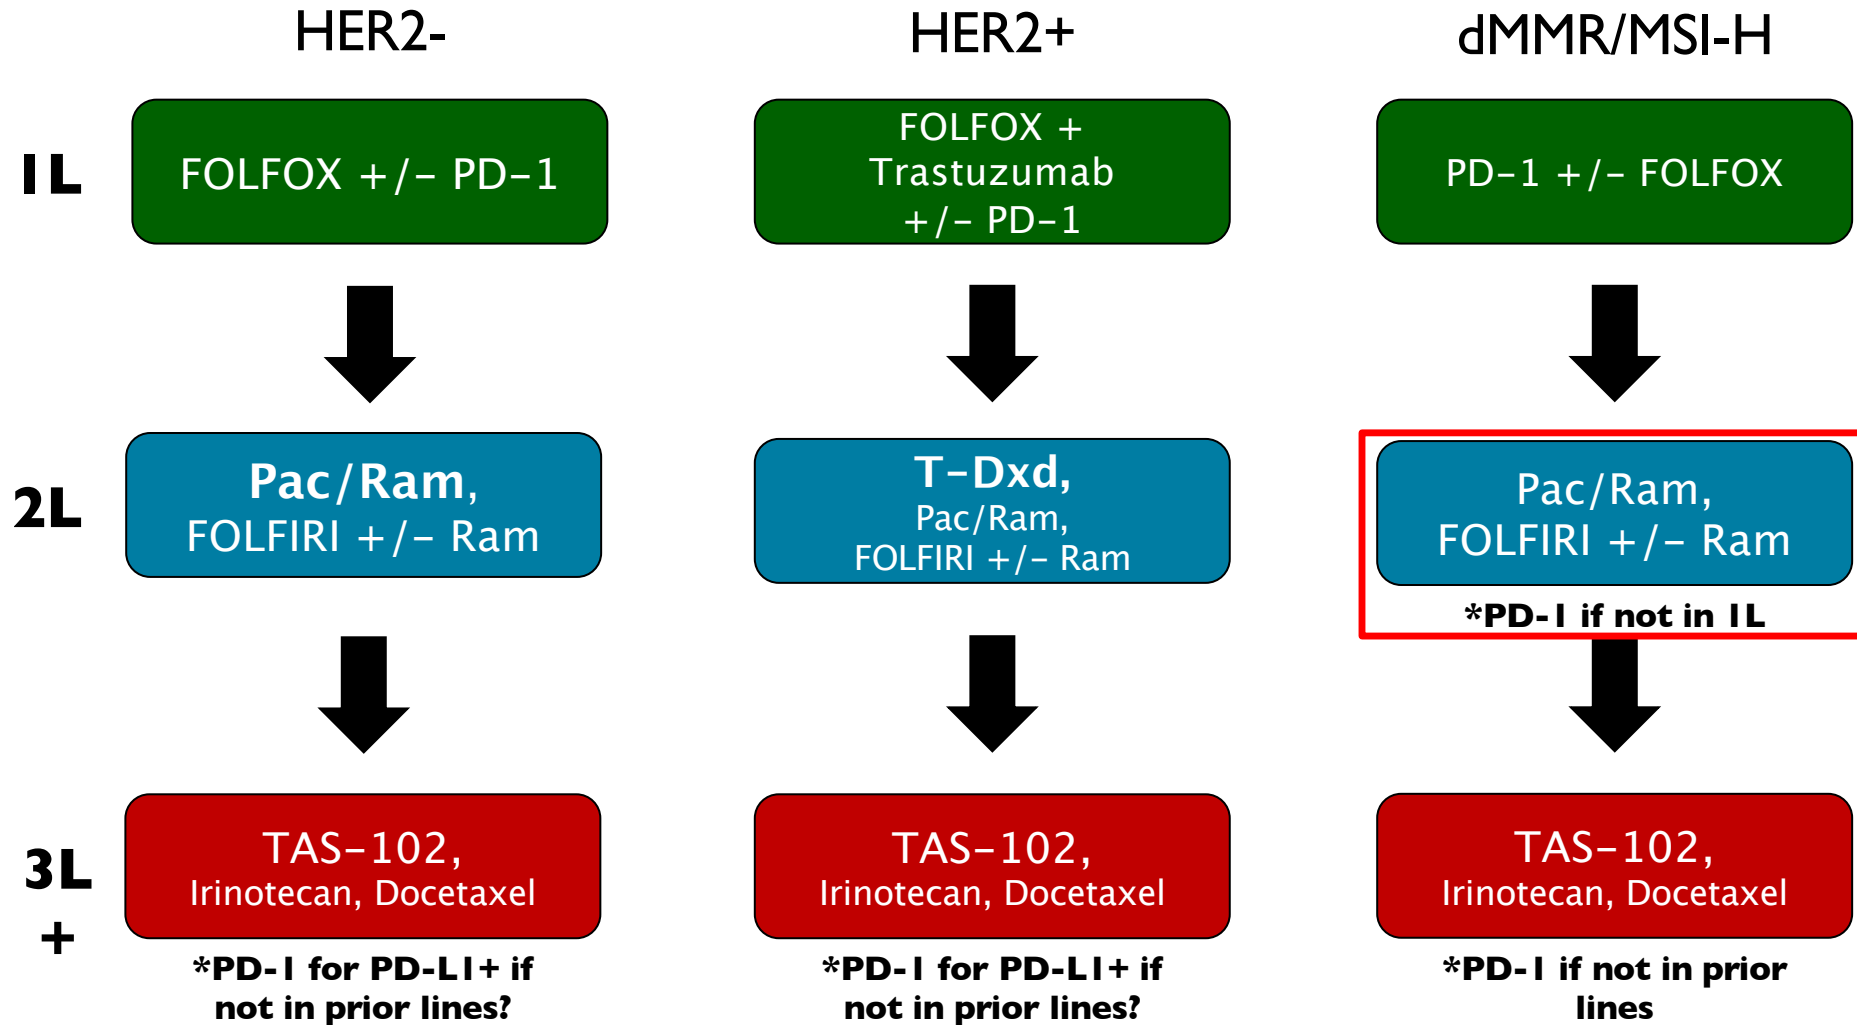 HER2-
HER2+
dMMR/MSI-H
1L
FOLFOX +/- PD-1
FOLFOX +
Trastuzumab
+/- PD-1
PD-1 +/- FOLFOX
2L
Pac/Ram,
FOLFIRI +/- Ram
T-Dxd,
Pac/Ram,
FOLFIRI +/- Ram
Pac/Ram,
FOLFIRI +/- Ram
*PD-1 if not in 1L
3L
+
TAS-102,
Irinotecan, Docetaxel
*PD-1 for PD-L1+ if
not in prior lines?
TAS-102,
Irinotecan, Docetaxel
*PD-1 for PD-L1+ if
not in prior lines?
TAS-102,
Irinotecan, Docetaxel
*PD-1 if not in prior
lines